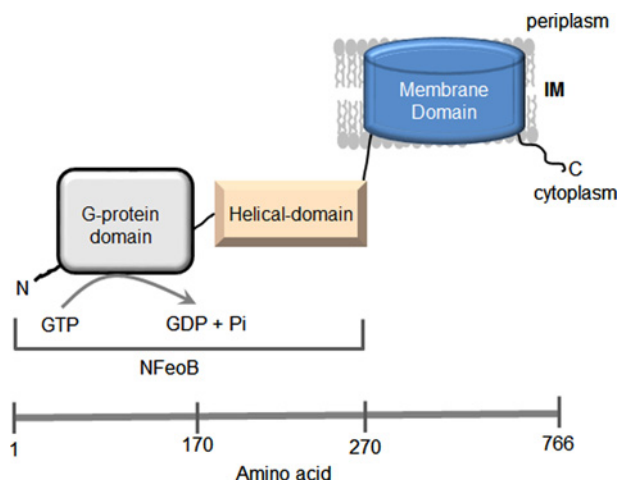 periplasm
Membrane
Domain
IM
C
cytoplasm
G-protein
domain
Helical-domain
N
GTP
GDP + Pi
NFeoB
1
170
270
766
Amino acid